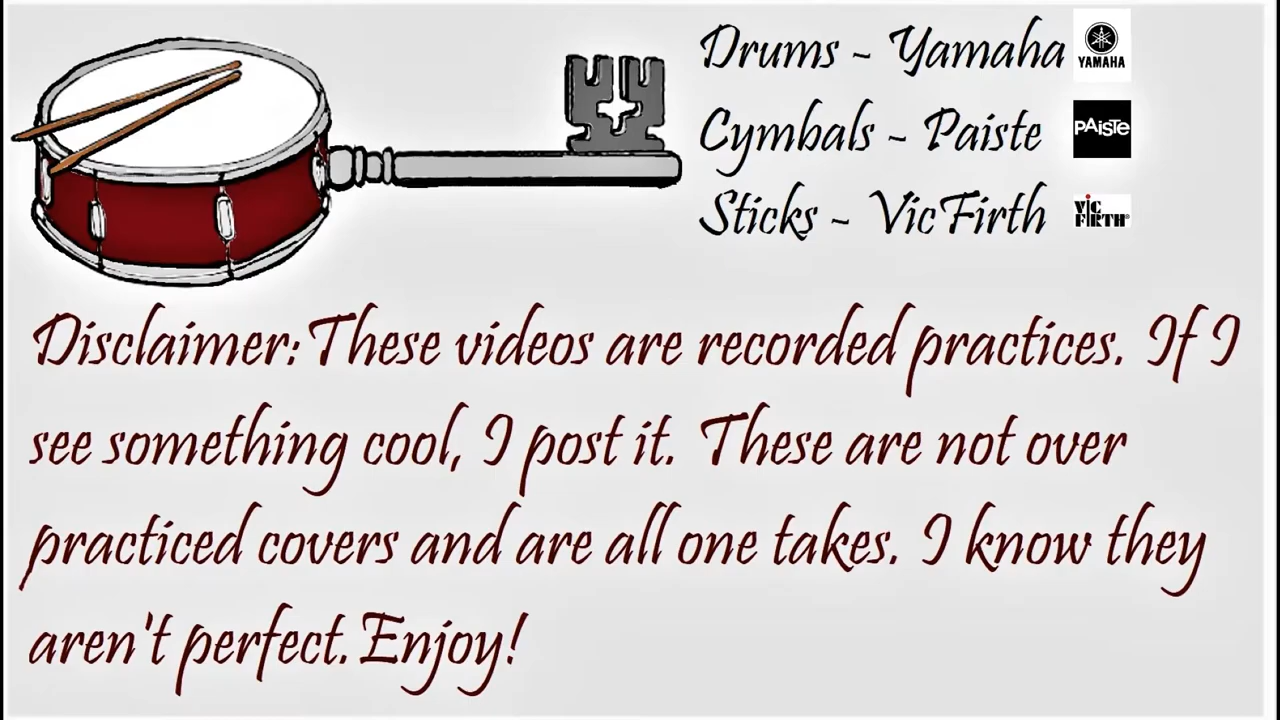 Drums - Yamaha
YAMAHA
Cymbals - Paiste
PAiSTe
Sticks - VicFirth
VIC
FIRTH®
Disclaimer: These videos are recorded practices. If I
see something cool, I post it. These are not over
practiced covers and are all one takes. I know they
aren't perfect. Enjoy!